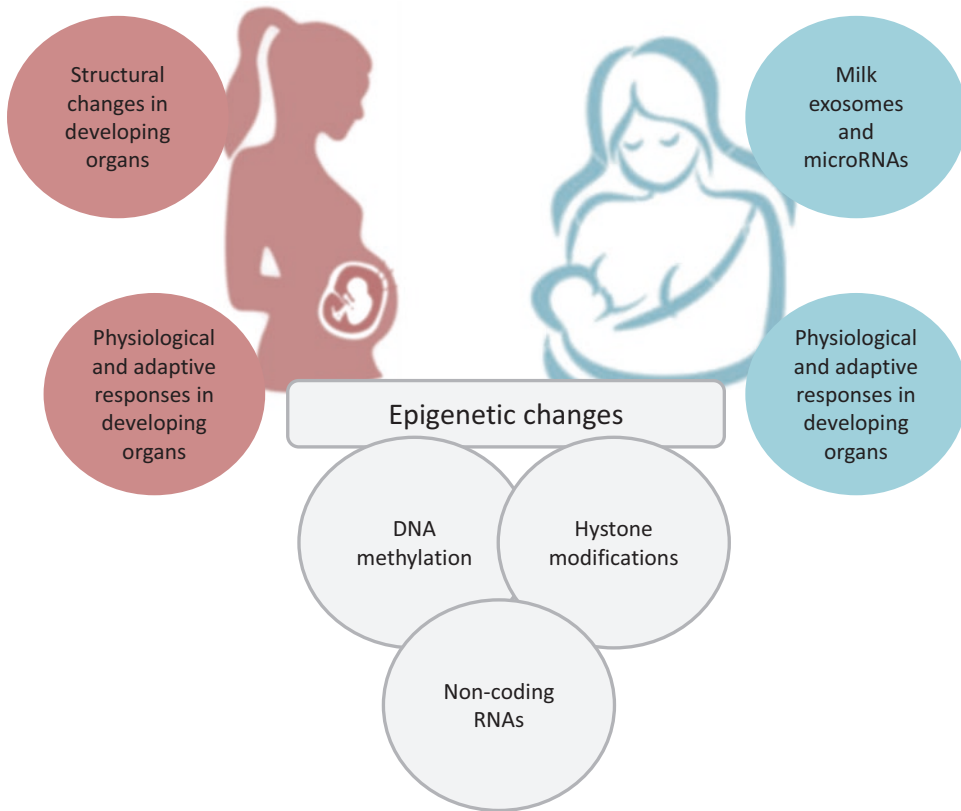 Structural
changes in
developing
organs
Milk
exosomes
and
microRNAs
Physiological
and adaptive
responses in
developing
organs
Physiological
and adaptive
responses in
developing
organs
Epigenetic changes
DNA
methylation
Hystone
modifications
Non-coding
RNAs